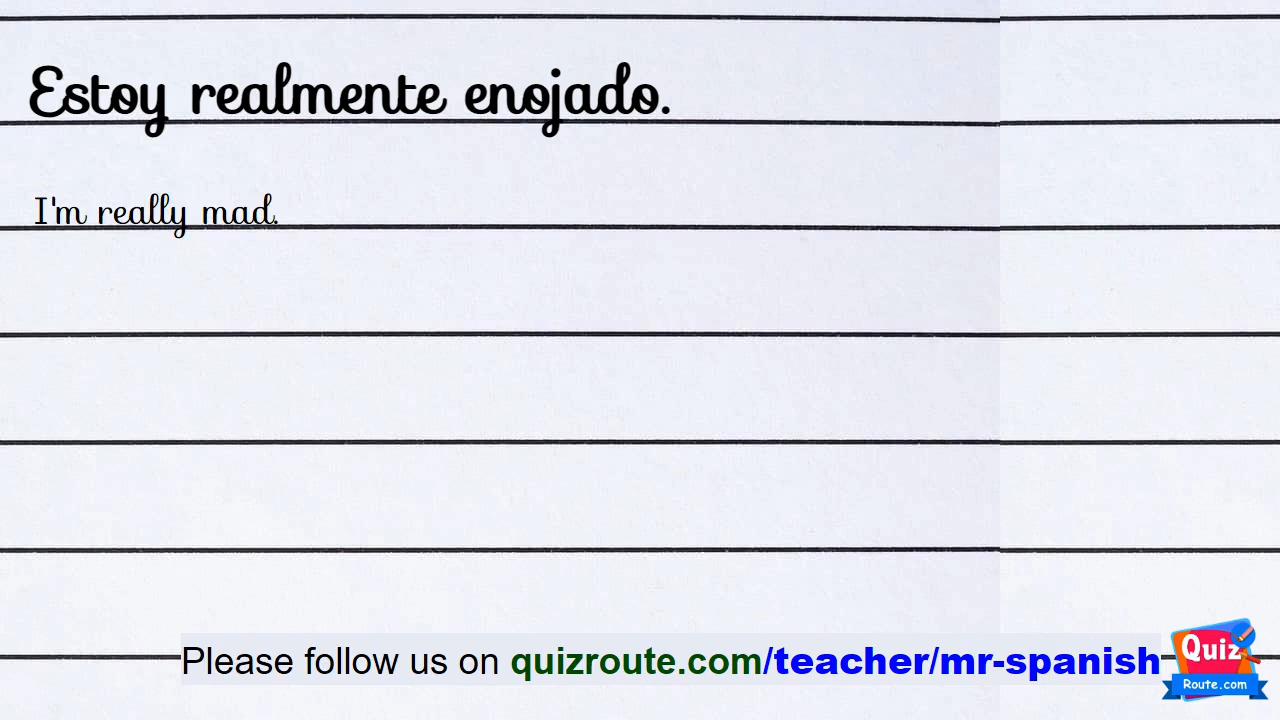 Estoy realmente enojado.
I'm really mad.
Please follow us on quizroute.com/teacher/mr-spanish
Quiz
Route.com